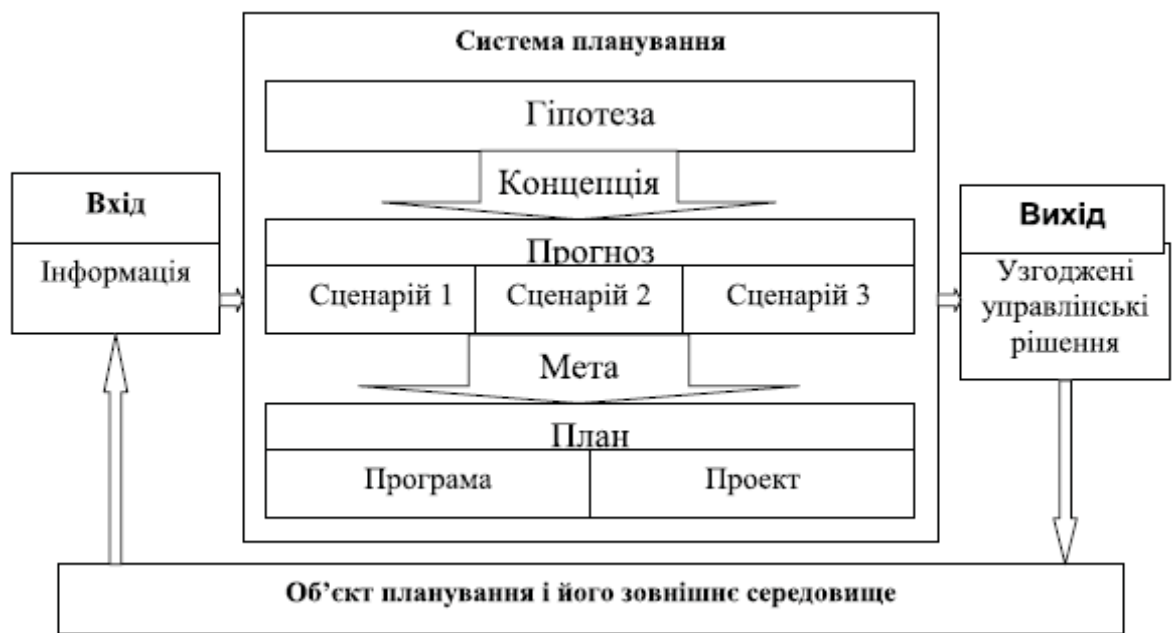 Система планування
Гіпотеза
Концепція
Вхід
Інформація
Прогноз
Сценарій 1
Сценарій 2
Сценарій 3
Мета
План
Програма
Проект
Вихід
Узгоджені
управлінські
рішення
Об’єкт планування і його зовнішнє середовище